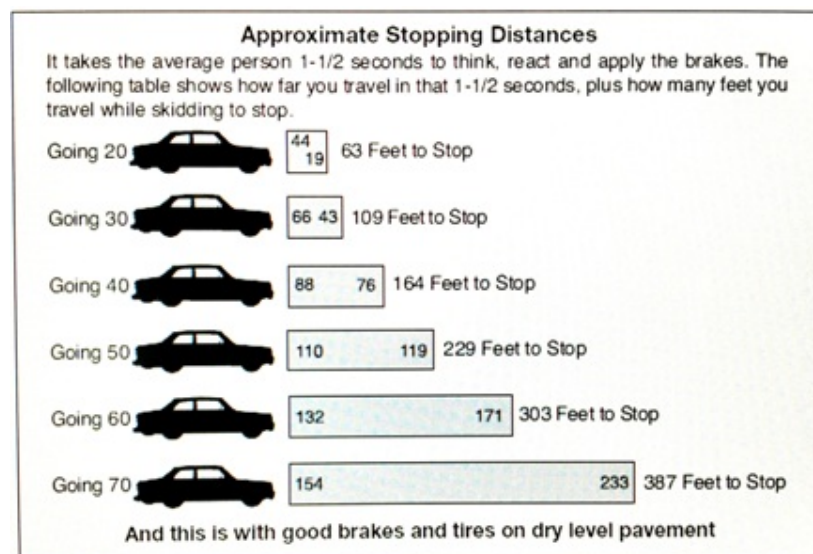 Approximate Stopping Distances
It takes the average person 1-1/2 seconds to think, react and apply the brakes. The
following table shows how far you travel in that 1-1/2 seconds, plus how many feet you
travel while skidding to stop.
Going 20 44 19 63 Feet to Stop
Going 30 66 43 109 Feet to Stop
Going 40 88 76 164 Feet to Stop
Going 50 110 119 229 Feet to Stop
Going 60 132 171 303 Feet to Stop
Going 70 154 233 387 Feet to Stop
And this is with good brakes and tires on dry level pavement